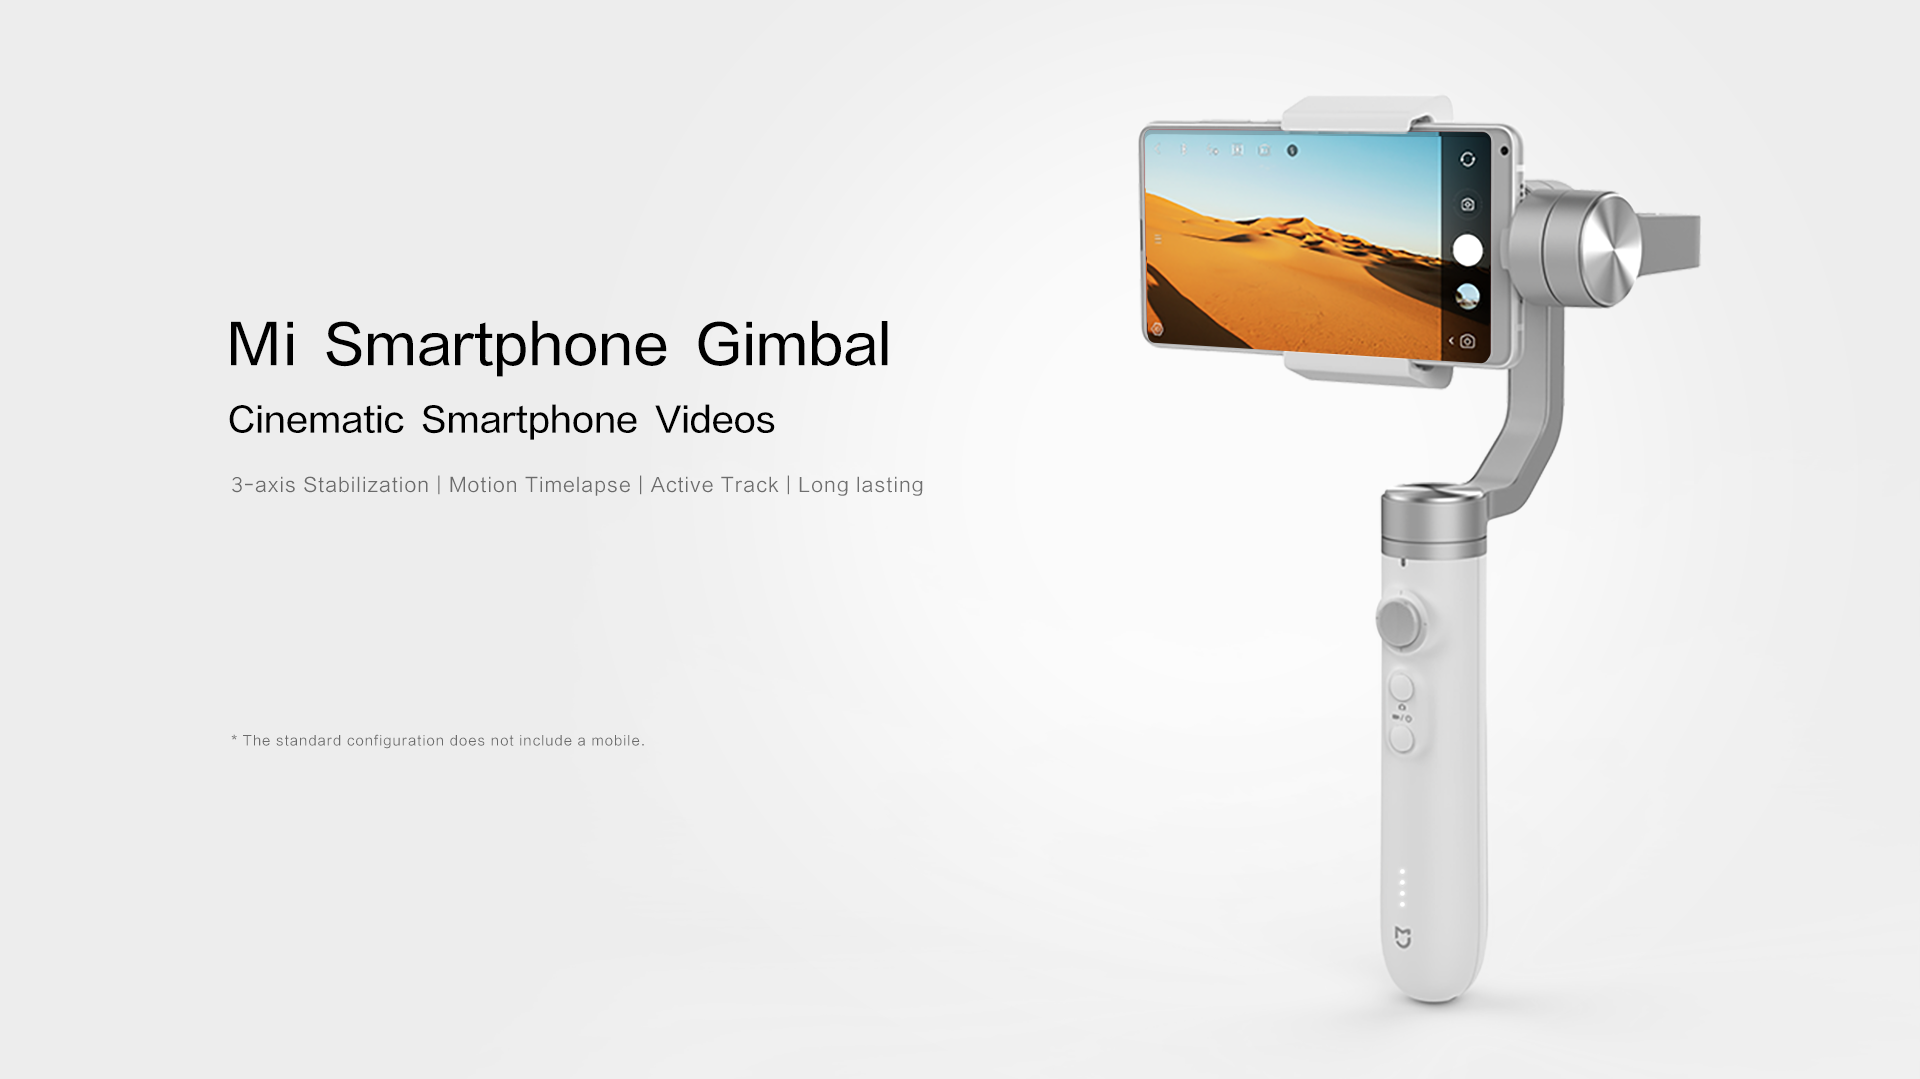 Mi Smartphone Gimbal
Cinematic Smartphone Videos
3-axis Stabilization | Motion Timelapse | Active Track | Long lasting
* The standard configuration does not include a mobile.